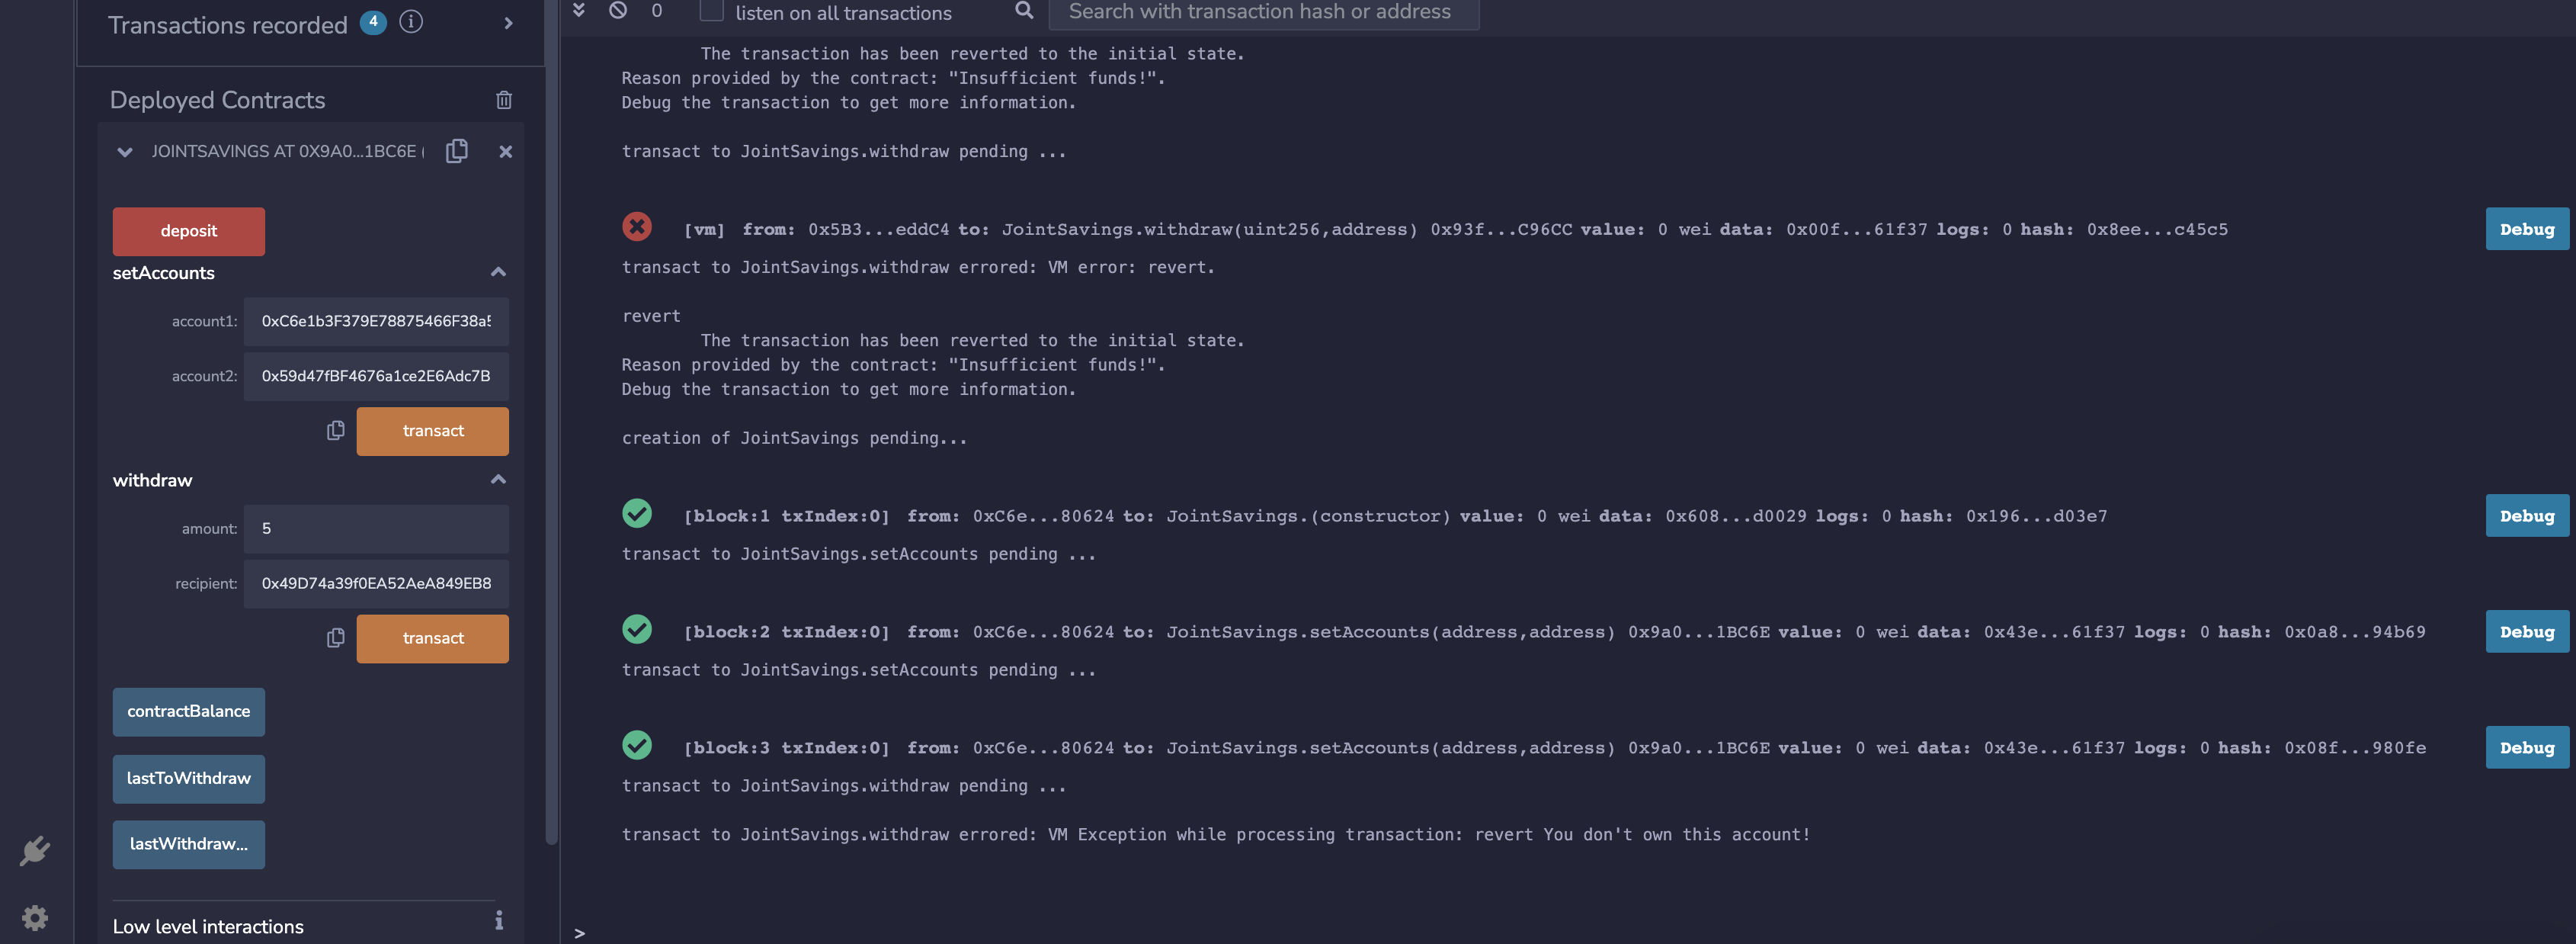 Transactions recorded 4 i
Deployed Contracts
JOINTSAVINGS AT 0X9A0...1BC6E (
deposit
setAccounts
account1: 0xC6e1b3F379E78875466F38a5
account2: 0x59d47fBF4676a1ce2E6Adc7B
transact
withdraw
amount: 5
recipient: 0x49D74a39f0EA52AeA849EB8
transact
contractBalance
lastToWithdraw
lastWithdraw...
Low level interactions i
0 listen on all transactions Search with transaction hash or address
The transaction has been reverted to the initial state.
Reason provided by the contract: "Insufficient funds!".
Debug the transaction to get more information.
transact to JointSavings.withdraw pending ...
[vm] from: 0x5B3...eddC4 to: JointSavings.withdraw(uint256,address) 0x93f...C96CC value: 0 wei data: 0x00f...61f37 logs: 0 hash: 0x8ee...c45c5 Debug
transact to JointSavings.withdraw errored: VM error: revert.
revert
The transaction has been reverted to the initial state.
Reason provided by the contract: "Insufficient funds!".
Debug the transaction to get more information.
creation of JointSavings pending...
[block:1 txIndex:0] from: 0xC6e...80624 to: JointSavings.(constructor) value: 0 wei data: 0x608...d0029 logs: 0 hash: 0x196...d03e7 Debug
transact to JointSavings.setAccounts pending ...
[block:2 txIndex:0] from: 0xC6e...80624 to: JointSavings.setAccounts(address,address) 0x9a0...1BC6E value: 0 wei data: 0x43e...61f37 logs: 0 hash: 0x0a8...94b69 Debug
transact to JointSavings.setAccounts pending ...
[block:3 txIndex:0] from: 0xC6e...80624 to: JointSavings.setAccounts(address,address) 0x9a0...1BC6E value: 0 wei data: 0x43e...61f37 logs: 0 hash: 0x08f...980fe Debug
transact to JointSavings.withdraw pending ...
transact to JointSavings.withdraw errored: VM Exception while processing transaction: revert You don't own this account!
>